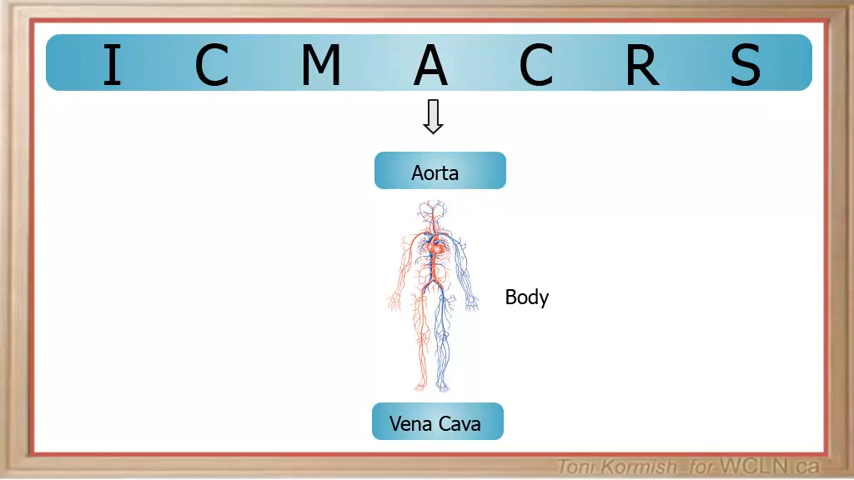 I C M A C R S
Aorta
Body
Vena Cava
Toni Kormish for WCLN.ca